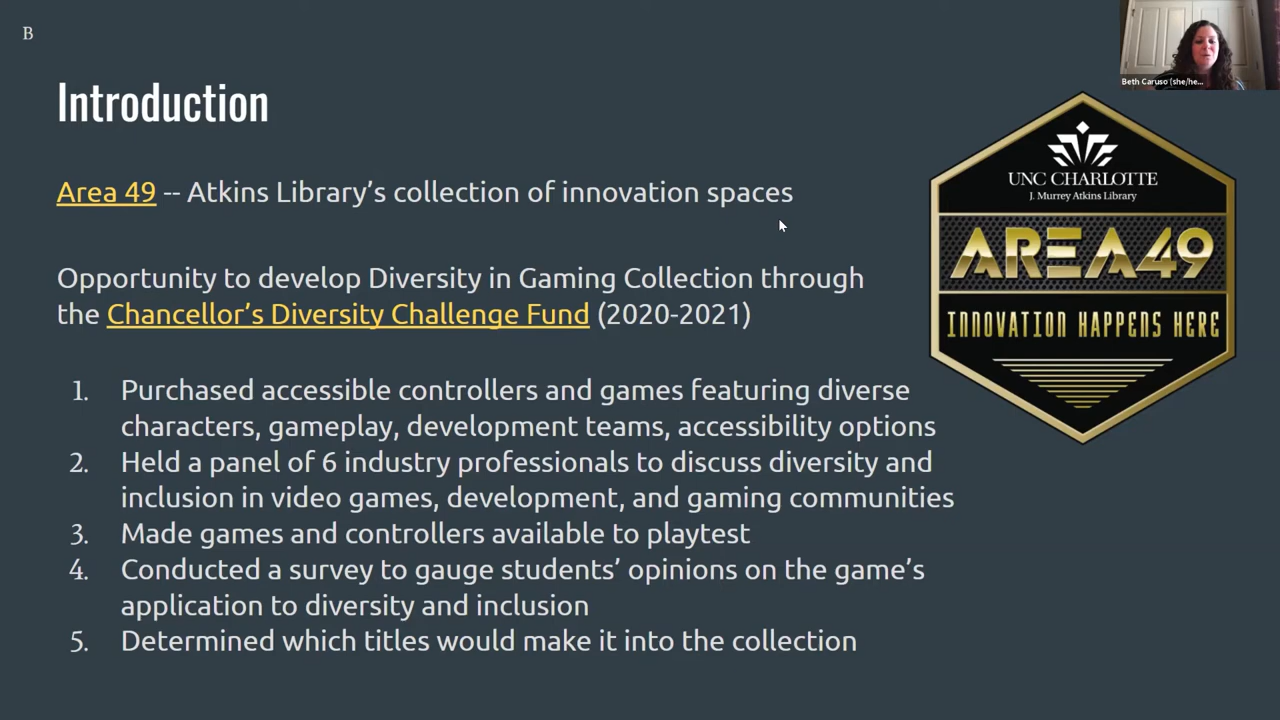 B
Beth Caruso (she/he...
Introduction
UNC CHARLOTTE
J. Murrey Atkins Library
AREA 49
INNOVATION HAPPENS HERE
Area 49 -- Atkins Library’s collection of innovation spaces
Opportunity to develop Diversity in Gaming Collection through
the Chancellor’s Diversity Challenge Fund (2020-2021)
1. Purchased accessible controllers and games featuring diverse
characters, gameplay, development teams, accessibility options
2. Held a panel of 6 industry professionals to discuss diversity and
inclusion in video games, development, and gaming communities
3. Made games and controllers available to playtest
4. Conducted a survey to gauge students’ opinions on the game’s
application to diversity and inclusion
5. Determined which titles would make it into the collection